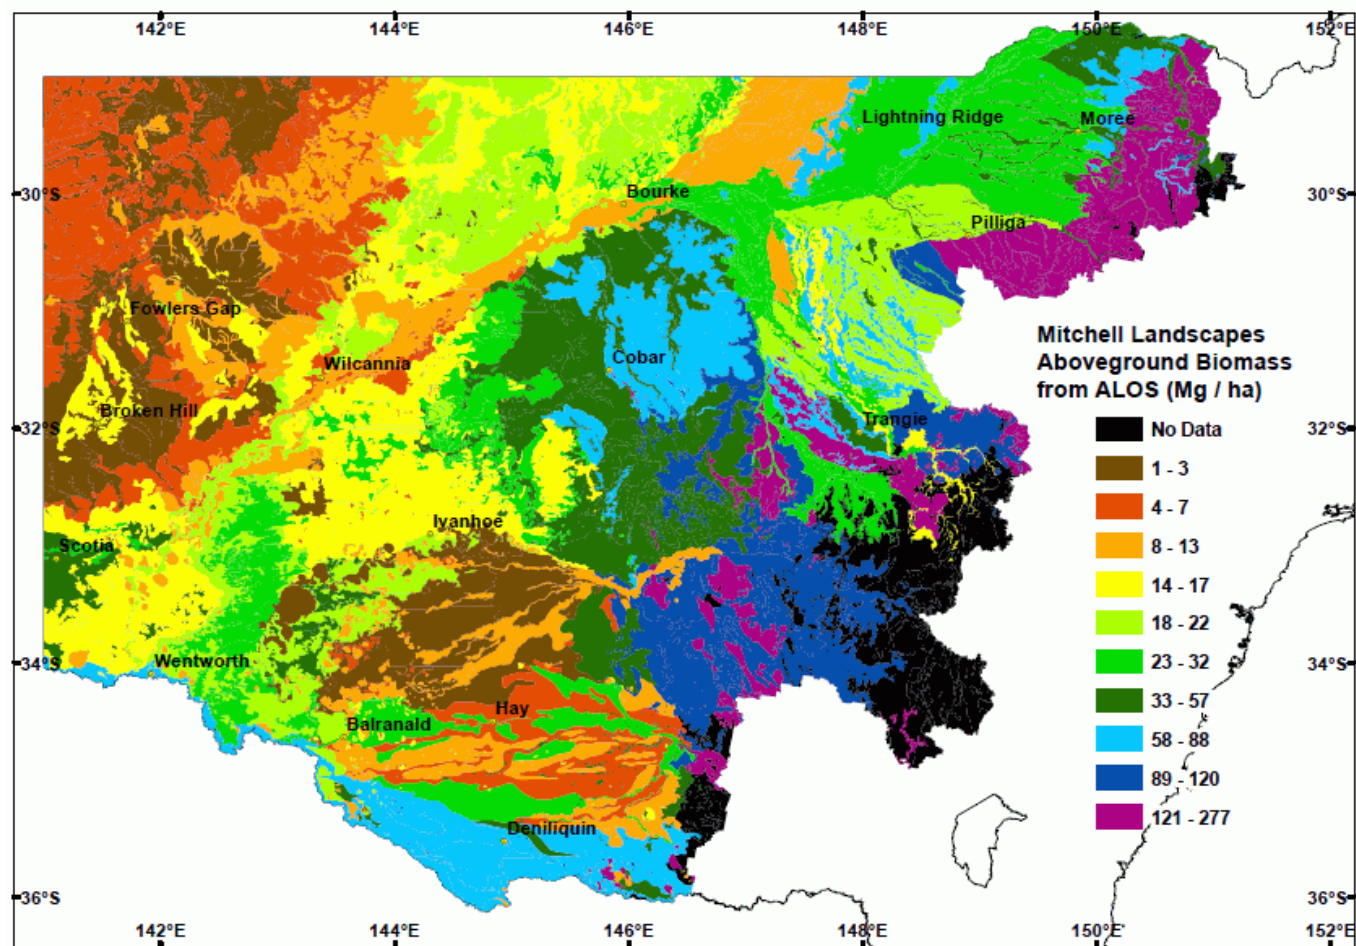 142°E 144°E 146°E 148°E 150°E 152°E
Lightning Ridge
Moree
30°S 30°S
Bourke
Pilliga
Fowlers Gap
Wilcannia
Cobar
Broken Hill
Trangie
Mitchell Landscapes
Aboveground Biomass
from ALOS (Mg / ha)
No Data
1 - 3
4 - 7
8 - 13
14 - 17
18 - 22
23 - 32
33 - 57
58 - 88
89 - 120
121 - 277
32°S 32°S
Ivanhoe
Scotia
34°S 34°S
Wentworth
Hay
Balranald
Deniliquin
36°S 36°S
142°E 144°E 146°E 148°E 150°E 152°E